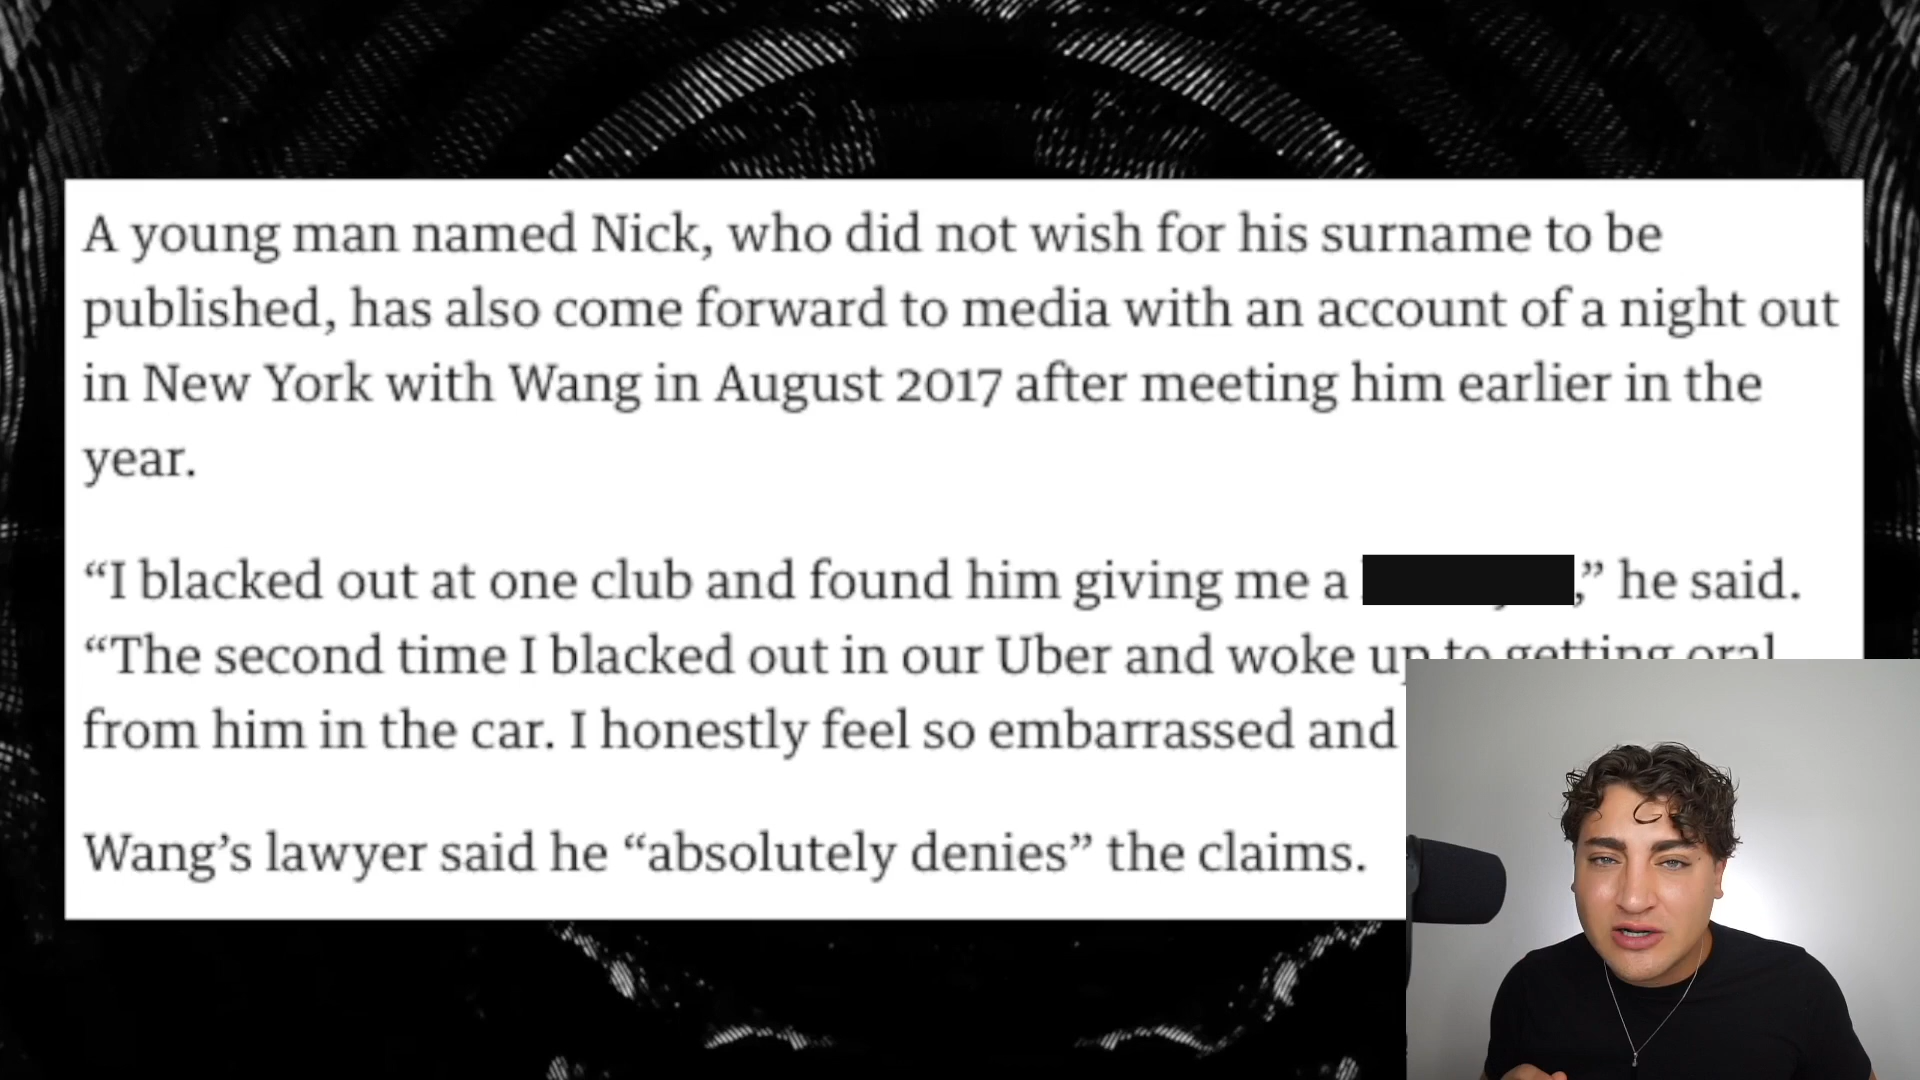 A young man named Nick, who did not wish for his surname to be
published, has also come forward to media with an account of a night out
in New York with Wang in August 2017 after meeting him earlier in the
year.
“I blacked out at one club and found him giving me a ,” he said.
“The second time I blacked out in our Uber and woke up to getting oral
from him in the car. I honestly feel so embarrassed and
Wang’s lawyer said he “absolutely denies” the claims.